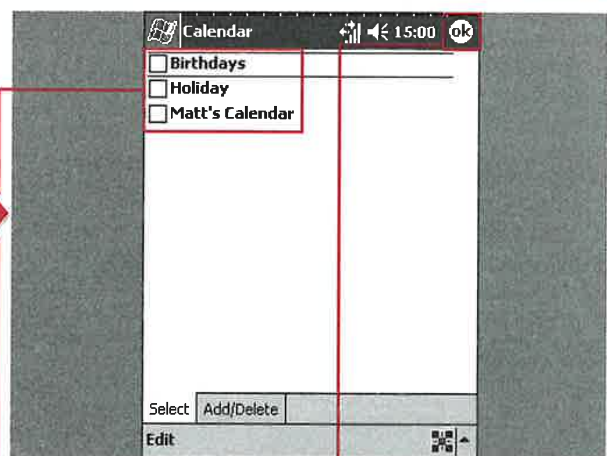 Calendar 15:00 ok
Birthdays
Holiday
Matt's Calendar
Select Add/Delete
Edit